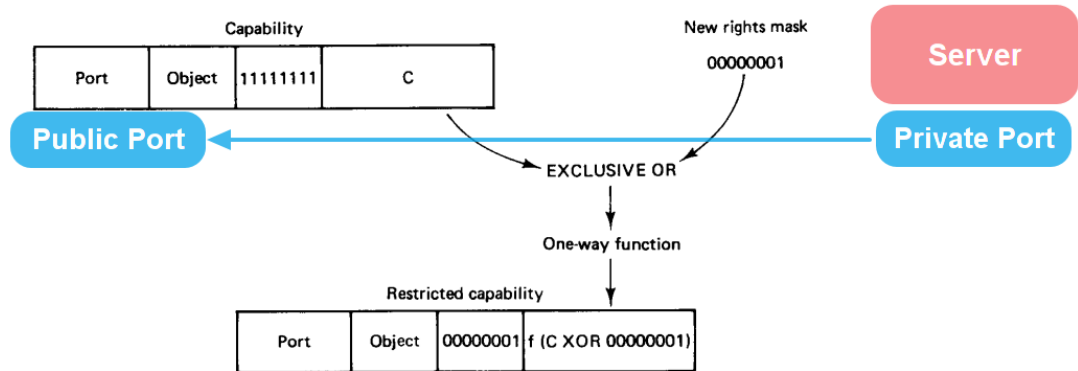 Capability
New rights mask
Server
Port Object 11111111 C
00000001
Public Port
Private Port
EXCLUSIVE OR
One-way function
Restricted capability
Port Object 00000001 f (C XOR 00000001)